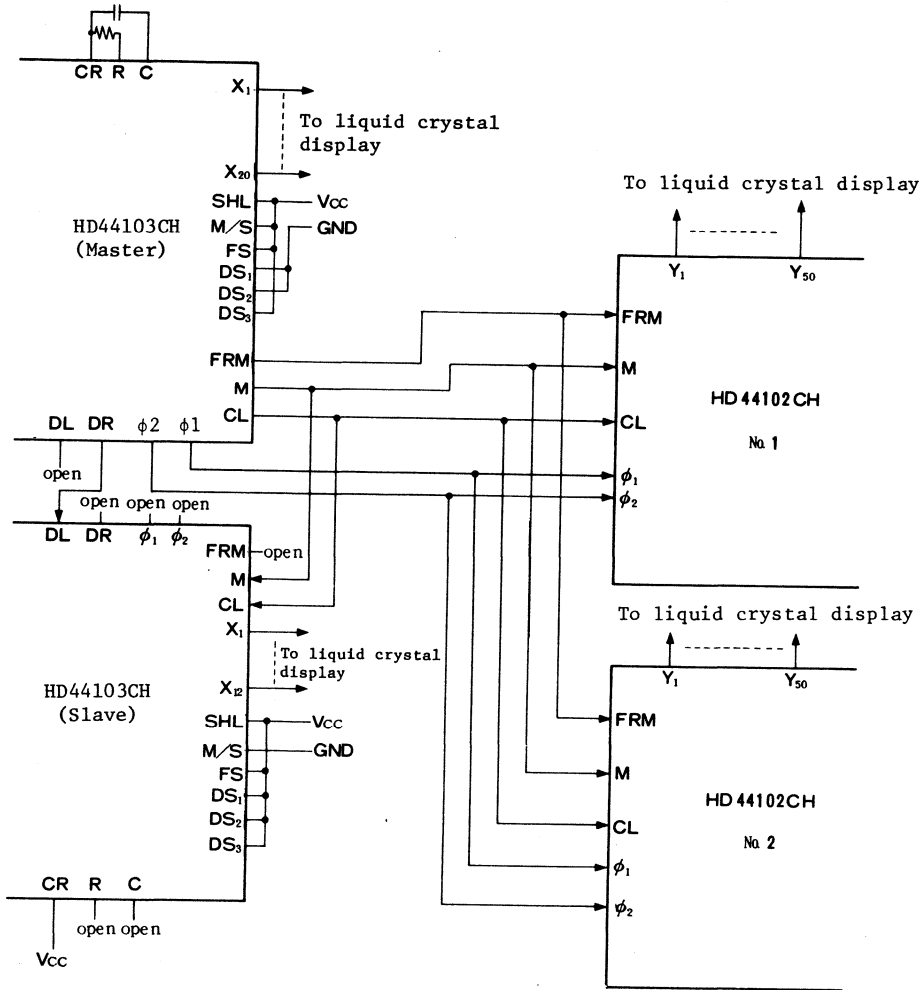 CR R C
X₁
To liquid crystal
display
X₂₀
SHL
Vcc
M/S
GND
HD44103CH
(Master)
FS
DS₁
DS₂
DS₃
FRM
M
CL
DL DR ϕ2 ϕ1
open
To liquid crystal display
Y₁ Y₅₀
FRM
M
HD44102CH
CL
No. 1
ϕ₁
ϕ₂
open open open
DL DR ϕ₁ ϕ₂
FRM open
M
CL
X₁
To liquid crystal
display
X₁₂
HD44103CH
(Slave)
SHL
Vcc
M/S
GND
FS
DS₁
DS₂
DS₃
CR R C
open open
Vcc
To liquid crystal display
Y₁ Y₅₀
FRM
M
HD44102CH
CL
No. 2
ϕ₁
ϕ₂